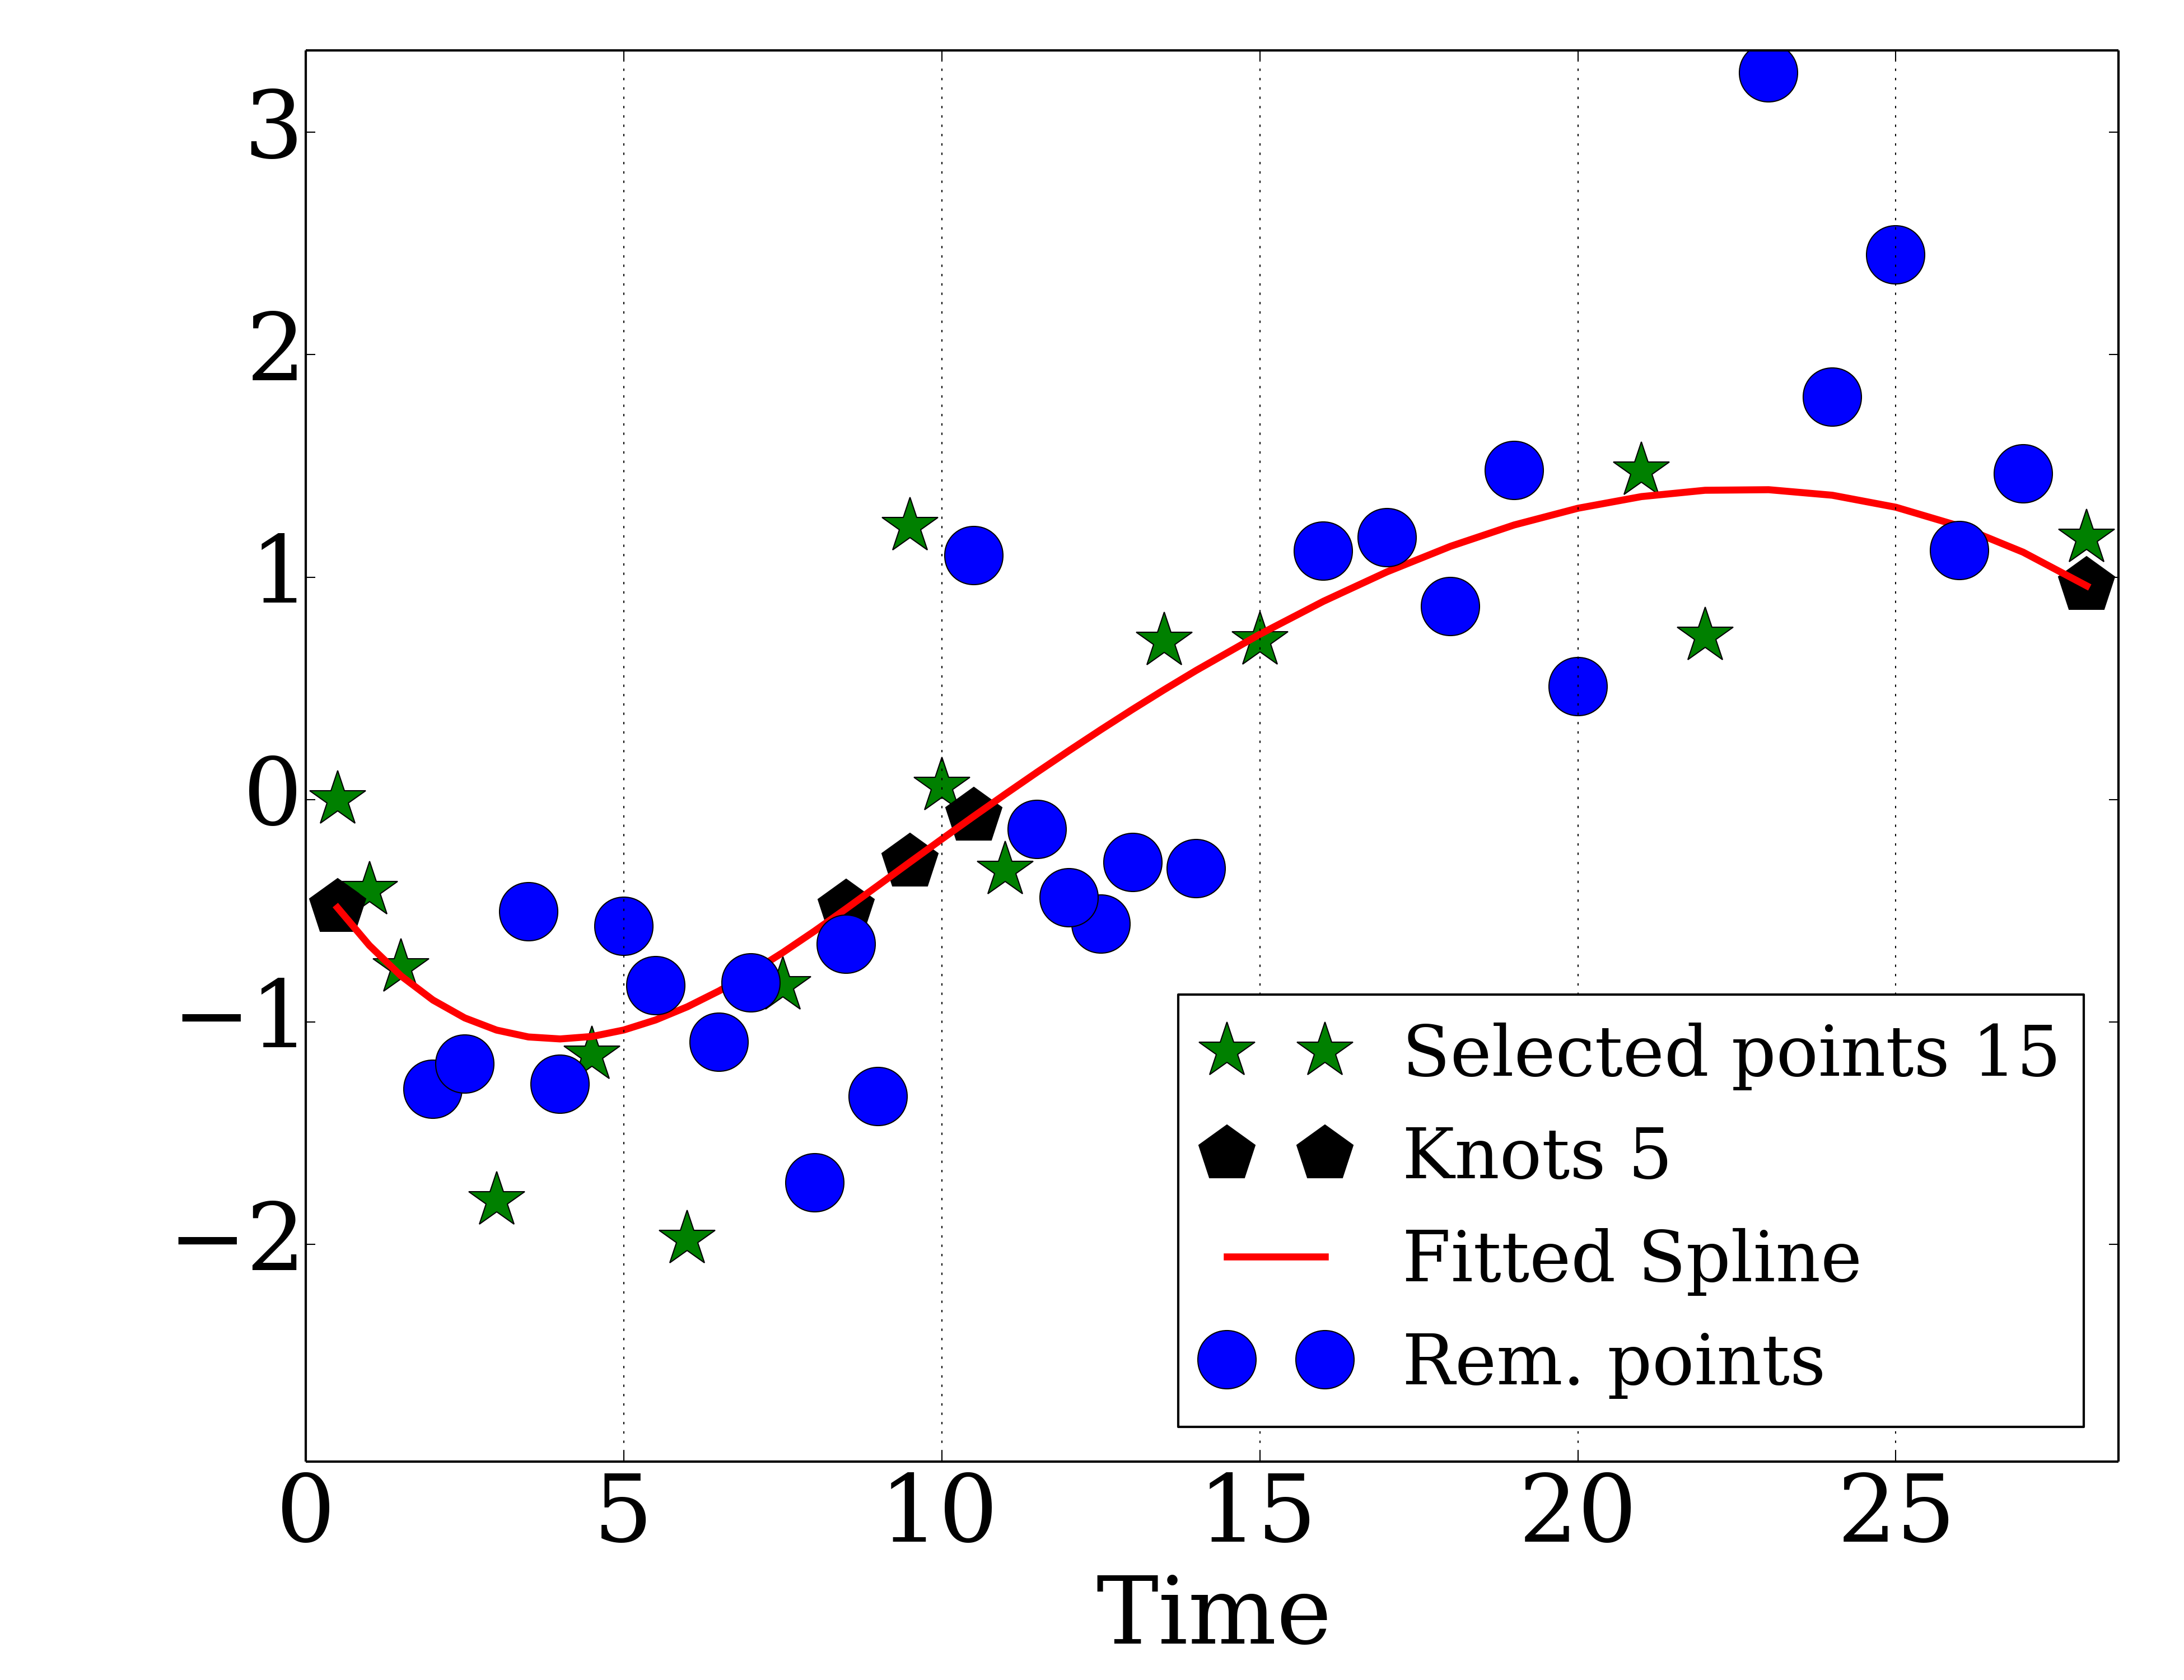 3
2
1
0
−1
−2
Selected points 15
Knots 5
Fitted Spline
Rem. points
0 5 10 15 20 25
Time